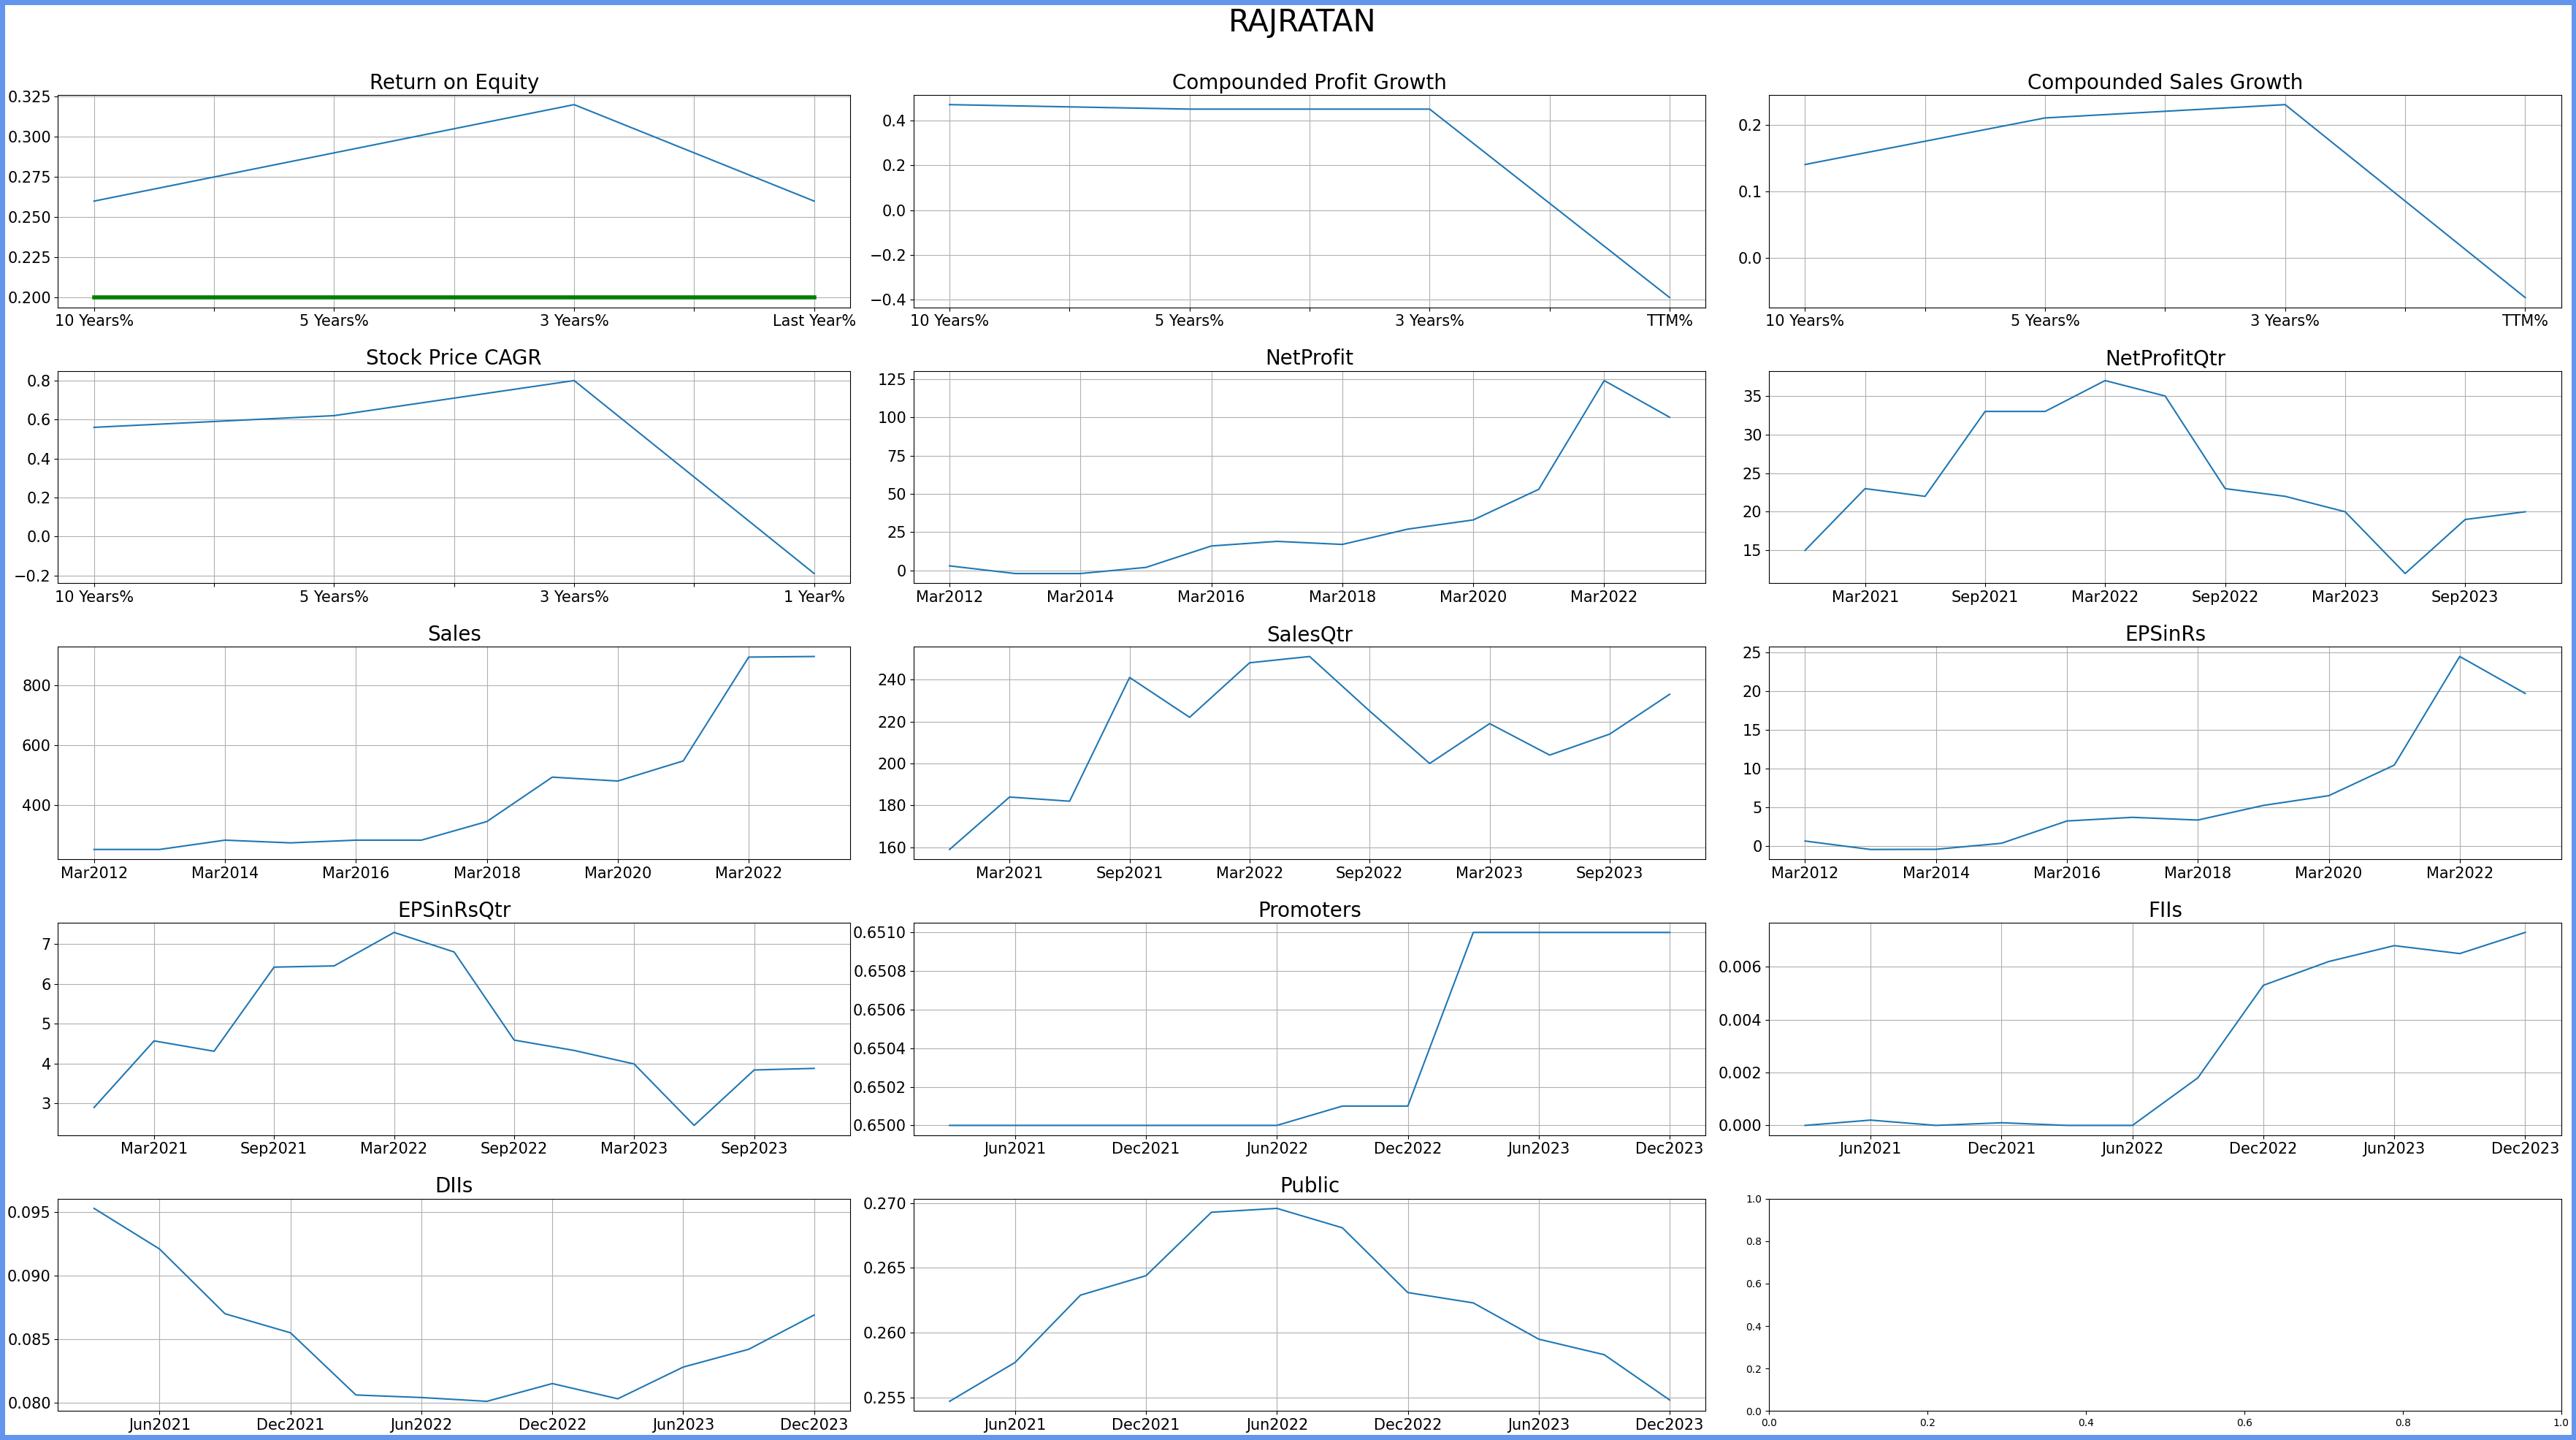 RAJRATAN
Return on Equity
0.325
0.300
0.275
0.250
0.225
0.200
10 Years% 5 Years% 3 Years% Last Year%
Compounded Profit Growth
0.4
0.2
0.0
−0.2
−0.4
10 Years% 5 Years% 3 Years% TTM%
Compounded Sales Growth
0.2
0.1
0.0
10 Years% 5 Years% 3 Years% TTM%
Stock Price CAGR
0.8
0.6
0.4
0.2
0.0
−0.2
10 Years% 5 Years% 3 Years% 1 Year%
NetProfit
125
100
75
50
25
0
Mar2012 Mar2014 Mar2016 Mar2018 Mar2020 Mar2022
NetProfitQtr
35
30
25
20
15
Mar2021 Sep2021 Mar2022 Sep2022 Mar2023 Sep2023
Sales
800
600
400
Mar2012 Mar2014 Mar2016 Mar2018 Mar2020 Mar2022
SalesQtr
240
220
200
180
160
Mar2021 Sep2021 Mar2022 Sep2022 Mar2023 Sep2023
EPSinRs
25
20
15
10
5
0
Mar2012 Mar2014 Mar2016 Mar2018 Mar2020 Mar2022
EPSinRsQtr
7
6
5
4
3
Mar2021 Sep2021 Mar2022 Sep2022 Mar2023 Sep2023
Promoters
0.6510
0.6508
0.6506
0.6504
0.6502
0.6500
Jun2021 Dec2021 Jun2022 Dec2022 Jun2023 Dec2023
FIIs
0.006
0.004
0.002
0.000
Jun2021 Dec2021 Jun2022 Dec2022 Jun2023 Dec2023
DIIs
0.095
0.090
0.085
0.080
Jun2021 Dec2021 Jun2022 Dec2022 Jun2023 Dec2023
Public
0.270
0.265
0.260
0.255
Jun2021 Dec2021 Jun2022 Dec2022 Jun2023 Dec2023
1.0
0.8
0.6
0.4
0.2
0.0
0.0 0.2 0.4 0.6 0.8 1.0